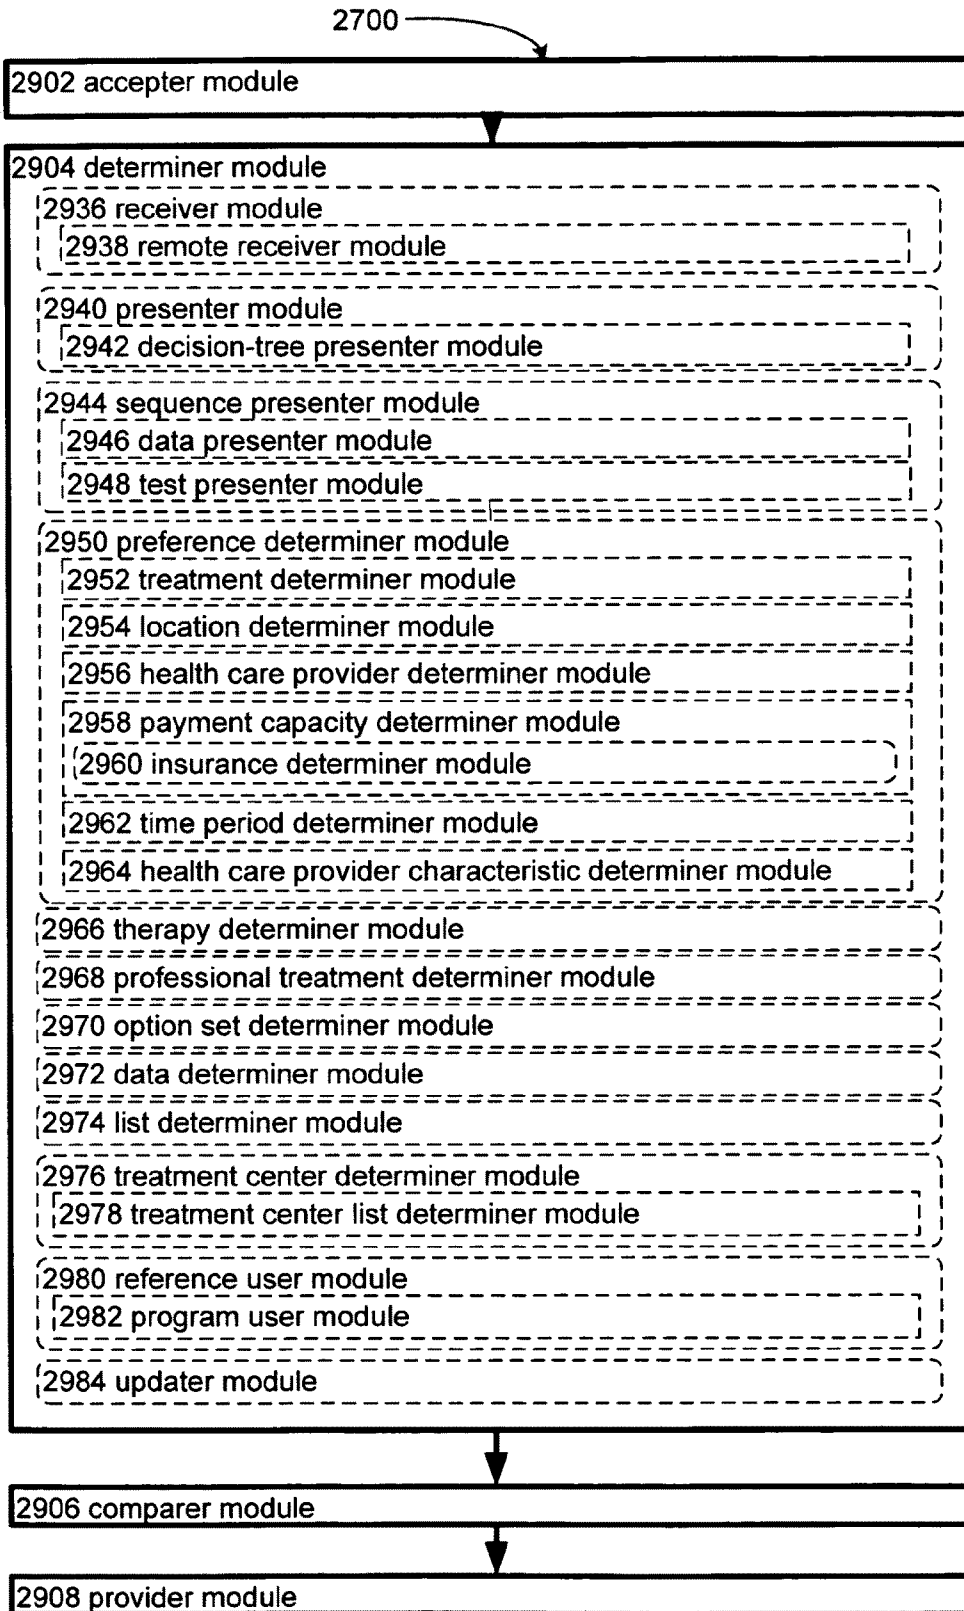 2700
2902 accepter module
2904 determiner module
2936 receiver module
2938 remote receiver module
2940 presenter module
2942 decision-tree presenter module
2944 sequence presenter module
2946 data presenter module
2948 test presenter module
2950 preference determiner module
2952 treatment determiner module
2954 location determiner module
2956 health care provider determiner module
2958 payment capacity determiner module
2960 insurance determiner module
2962 time period determiner module
2964 health care provider characteristic determiner module
2966 therapy determiner module
2968 professional treatment determiner module
2970 option set determiner module
2972 data determiner module
2974 list determiner module
2976 treatment center determiner module
2978 treatment center list determiner module
2980 reference user module
2982 program user module
2984 updater module
2906 comparer module
2908 provider module